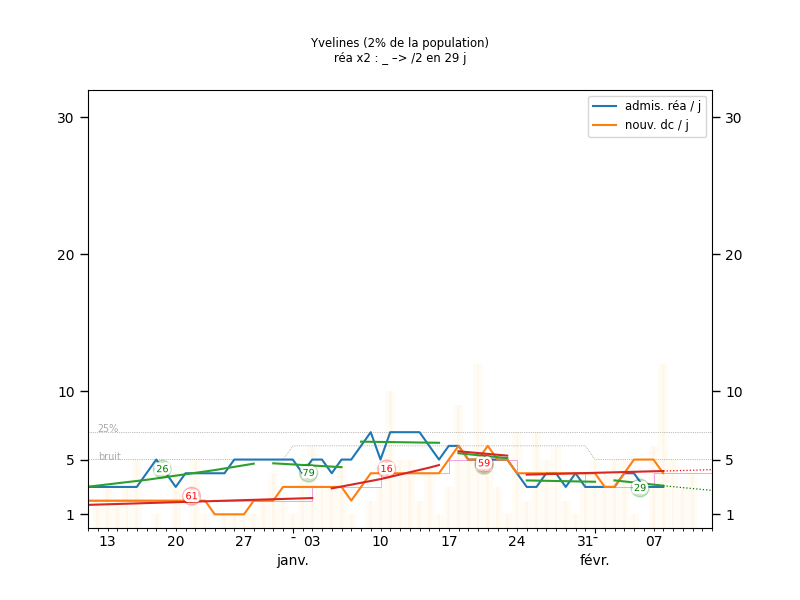 Yvelines (2% de la population)
réa x2 : _ –> /2 en 29 j
admis. réa / j
nouv. dc / j
30 30
20 20
10 10
25%
bruit
5 5
26 79 16 59
61 29
1 1
13 20 27 - 03 10 17 24 31 - 07
janv. févr.